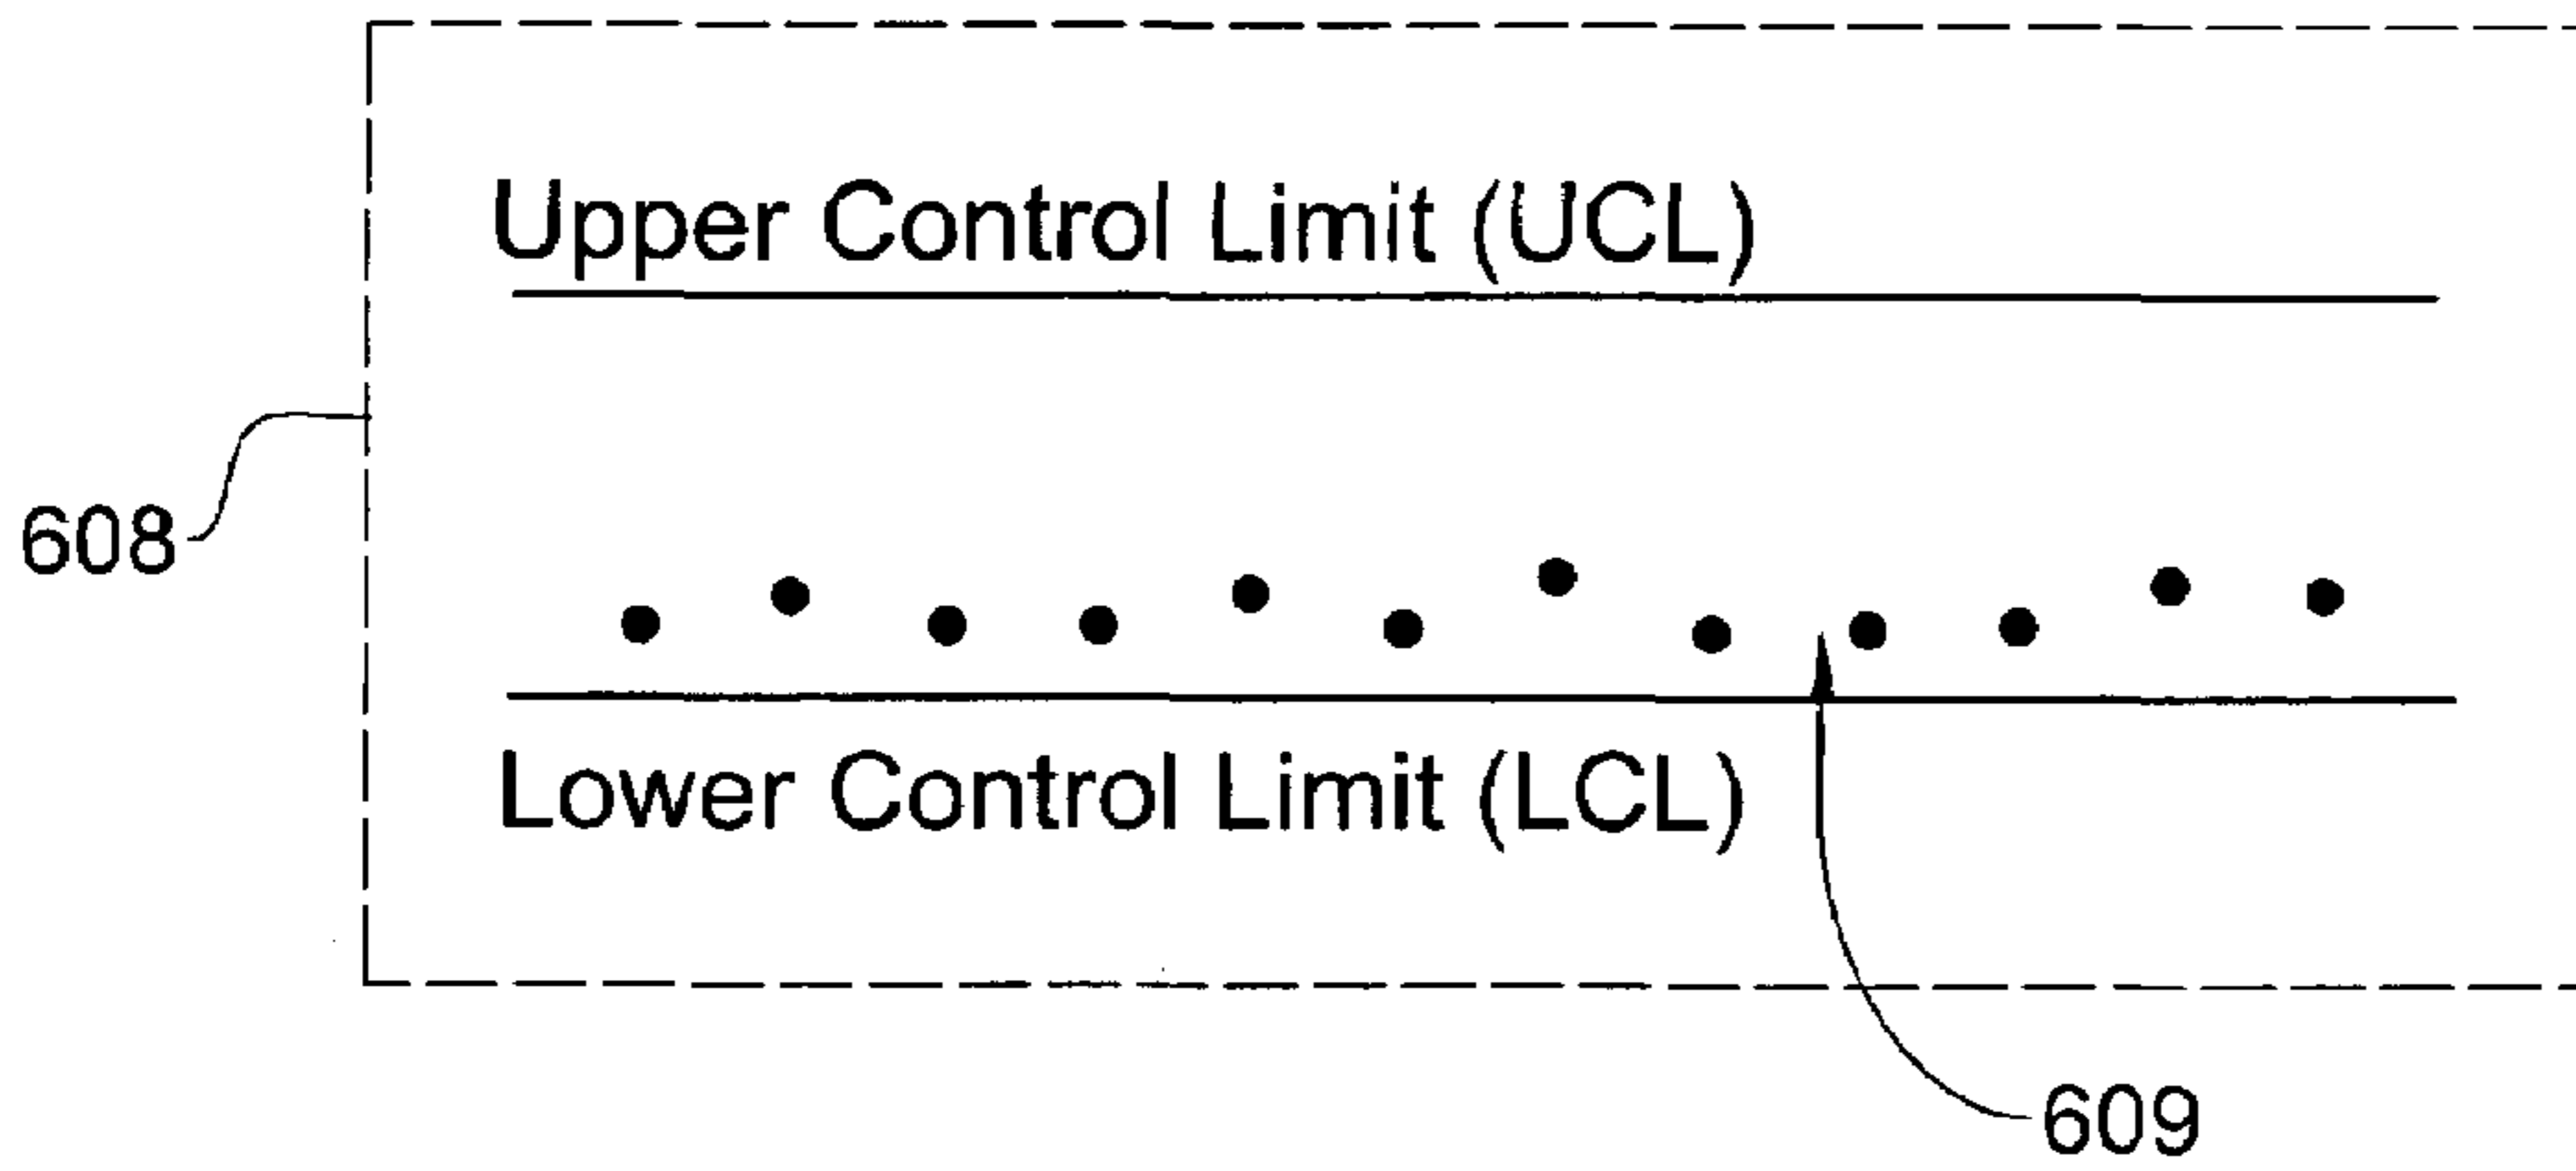 Upper Control Limit (UCL)
608
Lower Control Limit (LCL)
609